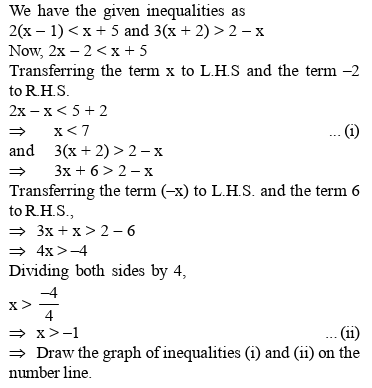 We have the given inequalities as
2(x – 1) < x + 5 and 3(x + 2) > 2 – x
Now, 2x – 2 < x + 5
Transferring the term x to L.H.S and the term –2
to R.H.S.
2x – x < 5 + 2
⇒ x < 7 ... (i)
and 3(x + 2) > 2 – x
⇒ 3x + 6 > 2 – x
Transferring the term (–x) to L.H.S. and the term 6
to R.H.S.,
⇒ 3x + x > 2 – 6
⇒ 4x > –4
Dividing both sides by 4,
x > –4/4
⇒ x > –1 ... (ii)
⇒ Draw the graph of inequalities (i) and (ii) on the
number line.